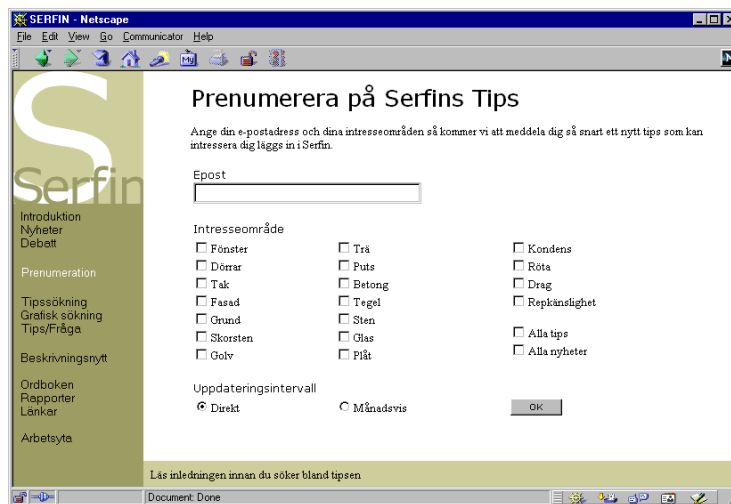 SERFIN - Netscape
File Edit View Go Communicator Help
My
N
S
Serfin
Introduktion
Nyheter
Debatt
Prenumeration
Tipssökning
Grafisk sökning
Tips/Fråga
Beskrivningsnytt
Ordboken
Rapporter
Länkar
Arbetsyta
Prenumerera på Serfins Tips
Ange din e-postadress och dina intresseområden så kommer vi att meddela dig så snart ett nytt tips som kan
intressera dig läggs in i Serfin.
Epost
Intresseområde
Fönster Trä Kondens
Dörrar Puts Röta
Tak Betong Drag
Fasad Tegel Repkänslighet
Grund Sten
Skorsten Glas Alla tips
Golv Plåt Alla nyheter
Uppdateringsintervall
Direkt Månadsvis OK
Läs inledningen innan du söker bland tipsen
Document: Done